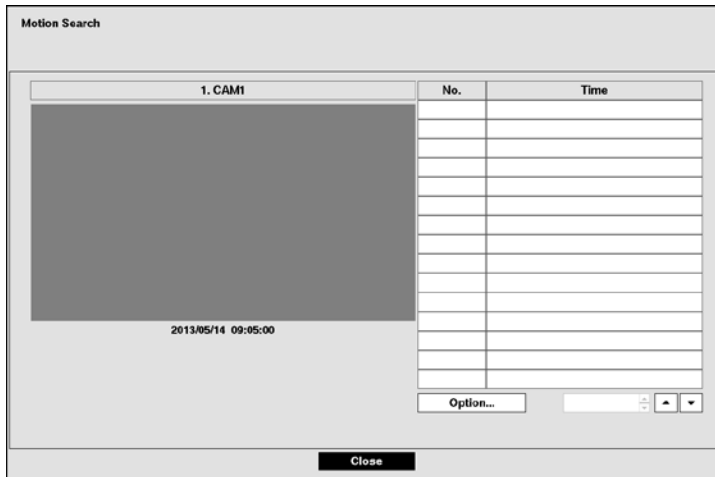 Motion Search
1. CAM1
No. Time
2013/05/14 09:05:00
Option...
Close